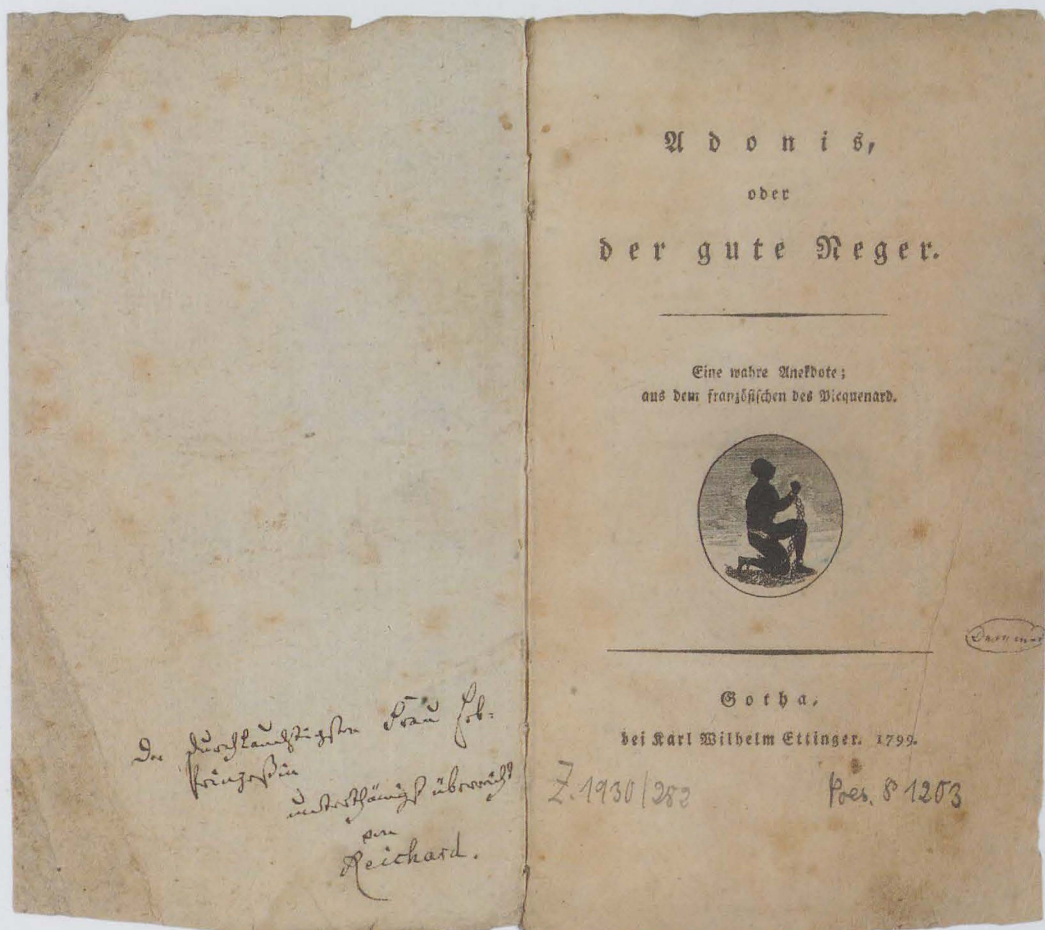 Der Durchlauchtigsten Frau Erb-
Prinzeßin
unterthänigst überreicht
von
Reichard.
Adonis,
oder
der gute Neger.
Eine wahre Anekdote;
aus dem französischen des Picquenard.
Gotha,
bei Karl Wilhelm Ettinger. 1799.
Z. 1930/282
Poes. 8 1203